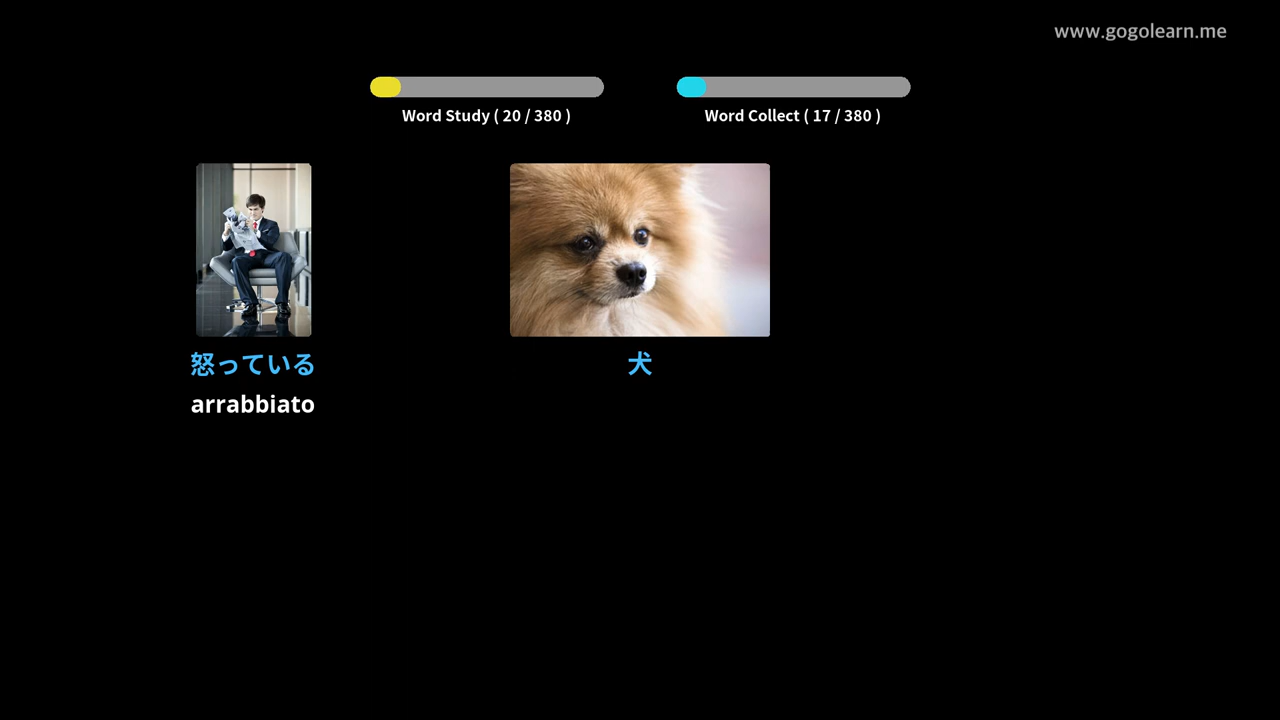 www.gogolearn.me
Word Study ( 20 / 380 )
Word Collect ( 17 / 380 )
怒っている
犬
arrabbiato